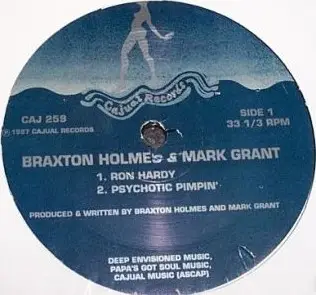 Cajual Records
CAJ 259
SIDE 1
℗ 1997 CAJUAL RECORDS
33 1/3 RPM
BRAXTON HOLMES & MARK GRANT
1. RON HARDY
2. PSYCHOTIC PIMPIN'
PRODUCED & WRITTEN BY BRAXTON HOLMES AND MARK GRANT
DEEP ENVISIONED MUSIC,
PAPA'S GOT SOUL MUSIC,
CAJUAL MUSIC (ASCAP)